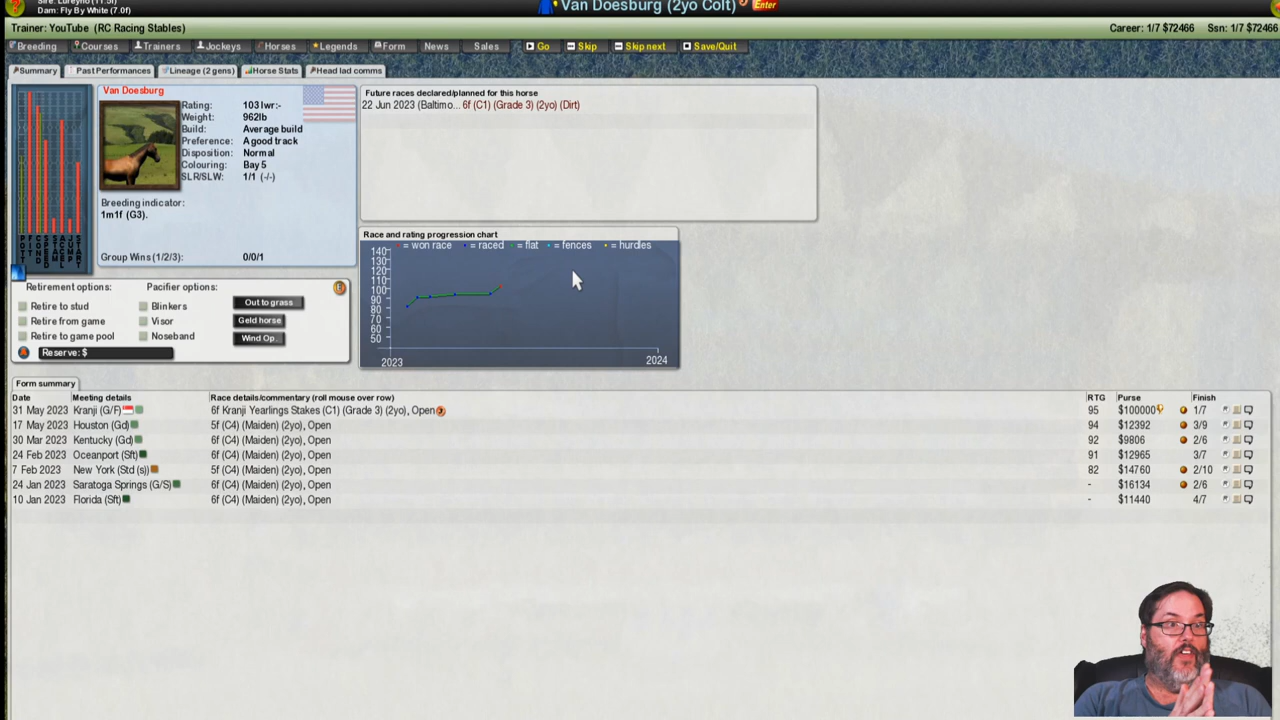 Sire: Lureyno (11.5f)
Dam: Fly By White (7.0f)
Van Doesburg (2yo Colt) Enter
Trainer: YouTube (RC Racing Stables) Career: 1/7 $72466 Ssn: 1/7 $72466
Breeding Courses Trainers Jockeys Horses Legends Form News Sales Go Skip Skip next Save/Quit
Summary Past Performances Lineage (2 gens) Horse Stats Head lad comms
Van Doesburg
Rating: 103 lwr:-
Weight: 962lb
Build: Average build
Preference: A good track
Disposition: Normal
Colouring: Bay 5
SLR/SLW: 1/1 (-/-)
Breeding indicator:
1m1f (G3).
Group Wins (1/2/3): 0/0/1
POTT FIT COND SPEED STAM ACCEL JUMP START
Future races declared/planned for this horse
22 Jun 2023 (Baltimo... 6f (C1) (Grade 3) (2yo) (Dirt)
Race and rating progression chart
= won race = raced = flat = fences = hurdles
140
130
120
110
100
90
80
70
60
50
2023 2024
Retirement options: Pacifier options:
Retire to stud Blinkers Out to grass
Retire from game Visor Geld horse
Retire to game pool Noseband Wind Op.
Reserve: $
Form summary
Date Meeting details Race details/commentary (roll mouse over row) RTG Purse Finish
31 May 2023 Kranji (G/F) 6f Kranji Yearlings Stakes (C1) (Grade 3) (2yo), Open 95 $100000 1/7
17 May 2023 Houston (Gd) 5f (C4) (Maiden) (2yo), Open 94 $12392 3/9
30 Mar 2023 Kentucky (Gd) 6f (C4) (Maiden) (2yo), Open 92 $9806 2/6
24 Feb 2023 Oceanport (Sft) 6f (C4) (Maiden) (2yo), Open 91 $12965 3/7
7 Feb 2023 New York (Std (s)) 5f (C4) (Maiden) (2yo), Open 82 $14760 2/10
24 Jan 2023 Saratoga Springs (G/S) 6f (C4) (Maiden) (2yo), Open - $16134 2/6
10 Jan 2023 Florida (Sft) 6f (C4) (Maiden) (2yo), Open - $11440 4/7